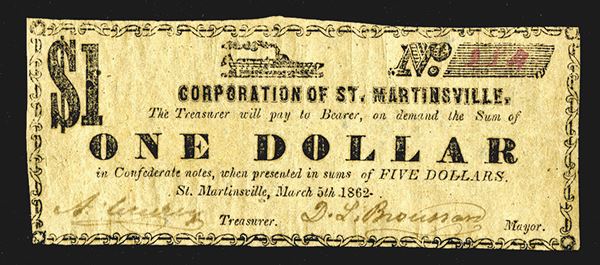 $1
No.
CORPORATION OF ST. MARTINSVILLE.
The Treasurer will pay to Bearer, on demand the Sum of
ONE DOLLAR
in Confederate notes, when presented in sums of FIVE DOLLARS.
St. Martinsville, March 5th 1862-
A. Treasurer. D. L. Broussard Mayor.